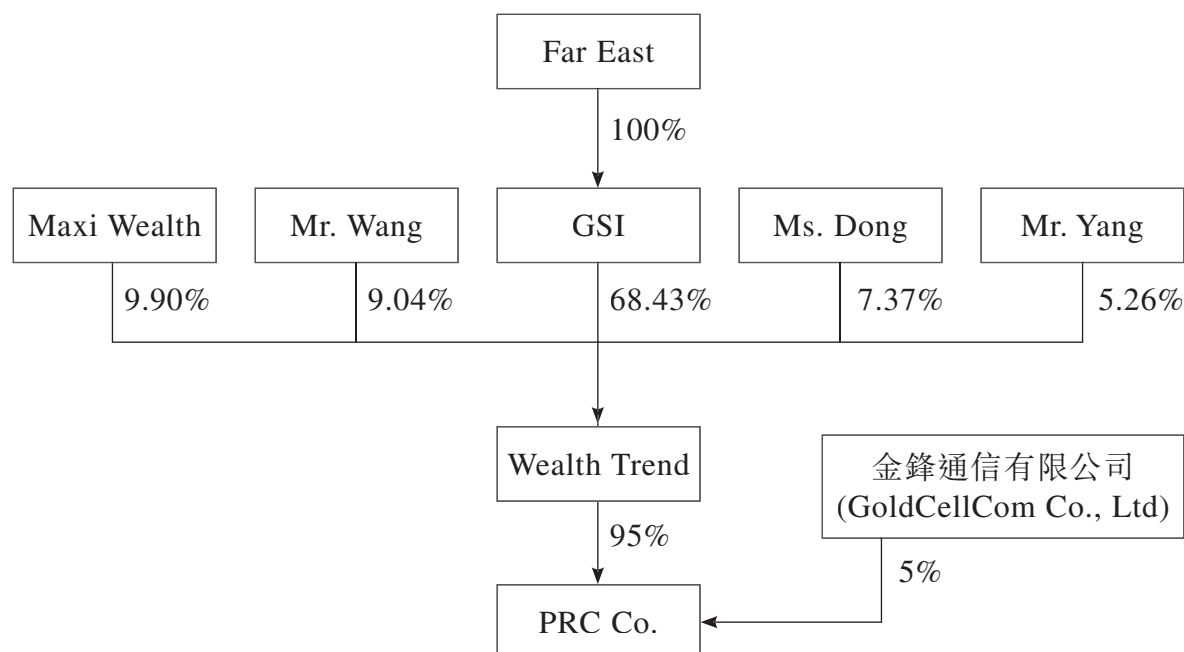 Far East
100%
Maxi Wealth
Mr. Wang
GSI
Ms. Dong
Mr. Yang
9.90%
9.04%
68.43%
7.37%
5.26%
Wealth Trend
金鋒通信有限公司
(GoldCellCom Co., Ltd)
95%
5%
PRC Co.